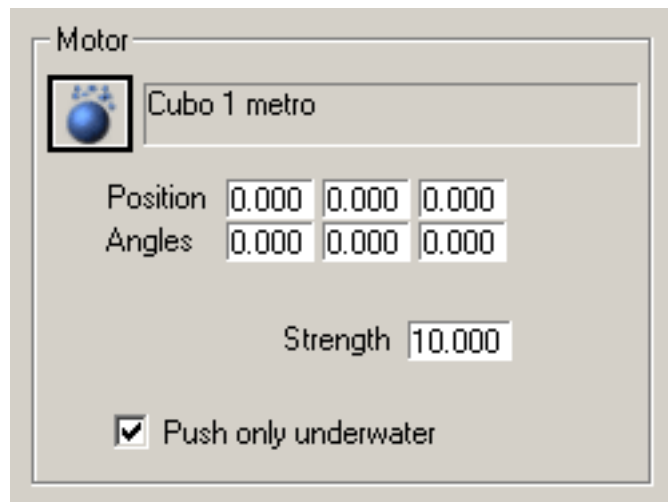 Motor
Cubo 1 metro
Position 0.000 0.000 0.000
Angles 0.000 0.000 0.000
Strength 10.000
Push only underwater